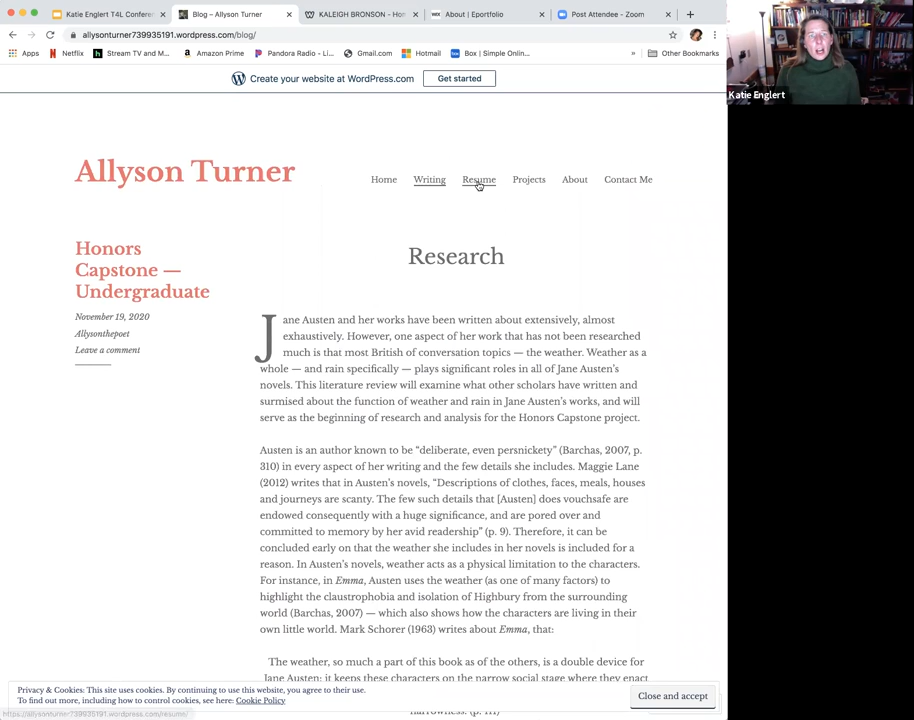 Katie Englert T4L Conferen
Blog – Allyson Turner
KALEIGH BRONSON - Hom
About | Eportfolio
Post Attendee - Zoom
allysonturner739935191.wordpress.com/blog/
Apps
Netflix
Stream TV and M...
Amazon Prime
Pandora Radio - Li...
Gmail.com
Hotmail
Box | Simple Onlin...
»
Other Bookmarks
Katie Englert
Create your website at WordPress.com
Get started
Allyson Turner
Home
Writing
Resume
Projects
About
Contact Me
Honors
Capstone —
Undergraduate
November 19, 2020
Allysonthepoet
Leave a comment
Research
Jane Austen and her works have been written about extensively, almost
exhaustively. However, one aspect of her work that has not been researched
much is that most British of conversation topics — the weather. Weather as a
whole — and rain specifically — plays significant roles in all of Jane Austen's
novels. This literature review will examine what other scholars have written and
surmised about the function of weather and rain in Jane Austen's works, and will
serve as the beginning of research and analysis for the Honors Capstone project.
Austen is an author known to be “deliberate, even persnickety” (Barchas, 2007, p.
310) in every aspect of her writing and the few details she includes. Maggie Lane
(2012) writes that in Austen's novels, “Descriptions of clothes, faces, meals, houses
and journeys are scanty. The few such details that [Austen] does vouchsafe are
endowed consequently with a huge significance, and are pored over and
committed to memory by her avid readership” (p. 9). Therefore, it can be
concluded early on that the weather she includes in her novels is included for a
reason. In Austen's novels, weather acts as a physical limitation to the characters.
For instance, in Emma, Austen uses the weather (as one of many factors) to
highlight the claustrophobia and isolation of Highbury from the surrounding
world (Barchas, 2007) — which also shows how the characters are living in their
own little world. Mark Schorer (1963) writes about Emma, that:
'The weather, so much a part of this book as of the others, is a double device for
Jane Austen: it keeps these characters on the narrow social stage where they enact
Privacy & Cookies: This site uses cookies. By continuing to use this website, you agree to their use.
To find out more, including how to control cookies, see here: Cookie Policy
Close and accept
narrowness. (p. 111)
https://allysonturner739935191.wordpress.com/resume/